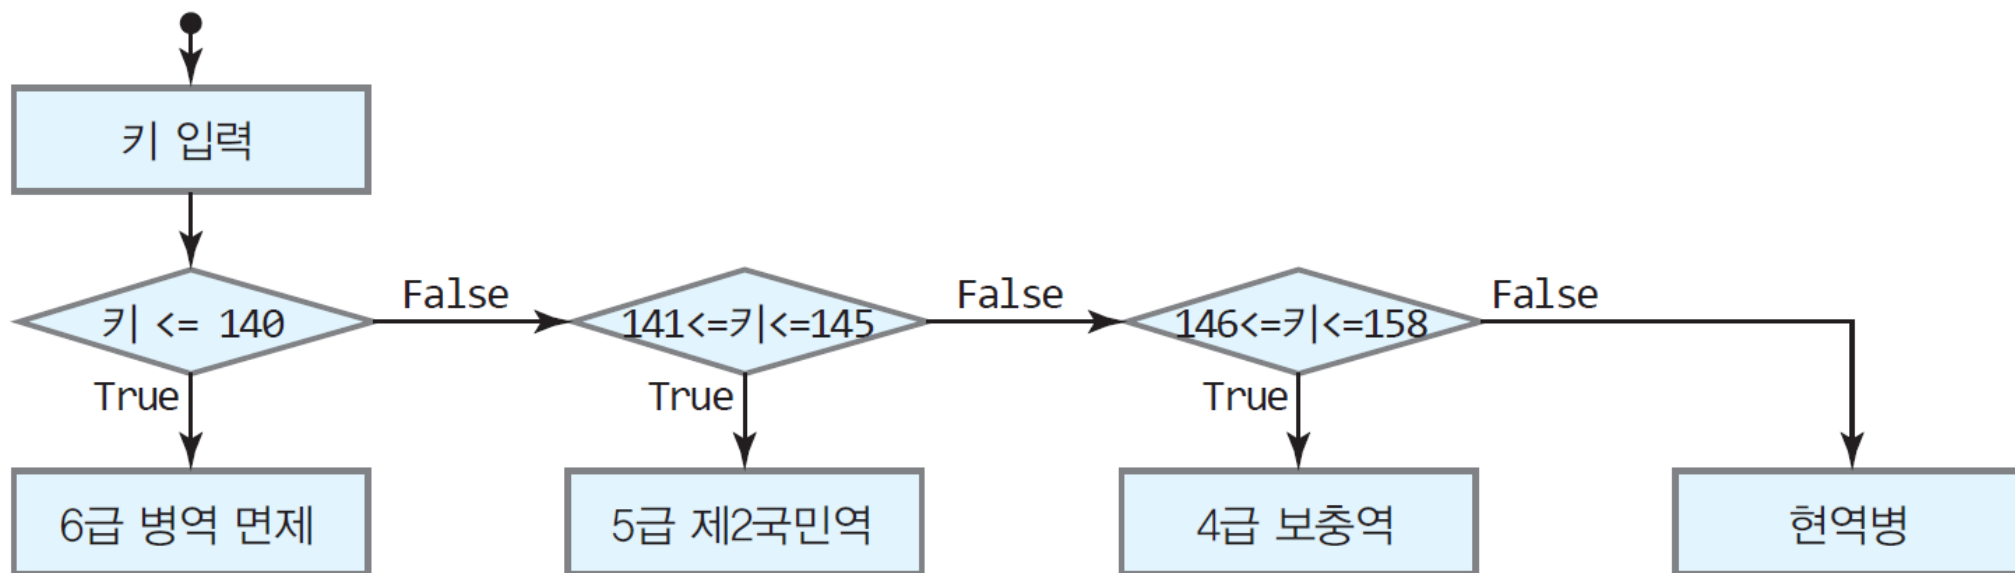 키 입력
키 <= 140
False
141<=키<=145
False
146<=키<=158
False
True
True
True
6급 병역 면제
5급 제2국민역
4급 보충역
현역병